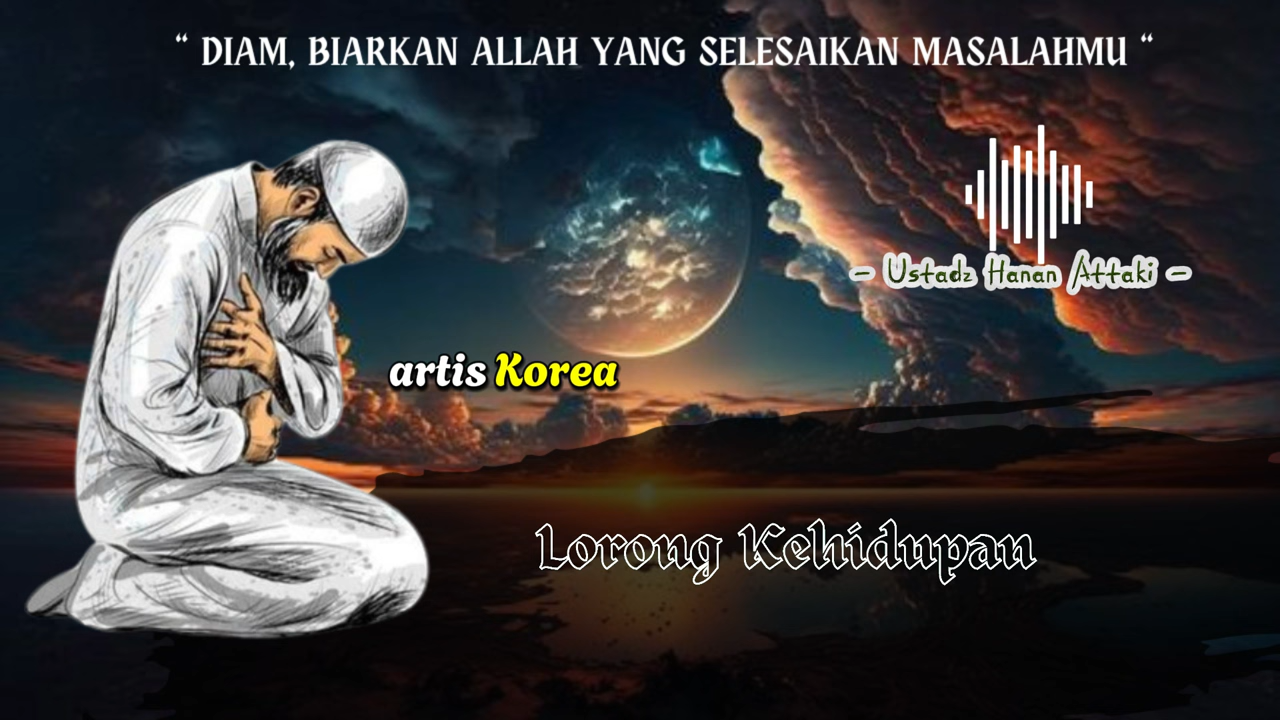 “ DIAM, BIARKAN ALLAH YANG SELESAIKAN MASALAHMU “
- Ustadz Hanan Attaki -
artis Korea
Lorong Kehidupan